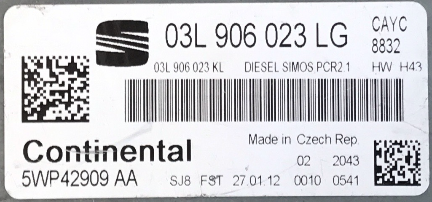 03L 906 023 LG CAYC
8832
03L 906 023 KL DIESEL SIMOS PCR2.1 HW H43
Continental
Made in Czech Rep.
02 2043
5WP42909 AA SJ8 FST 27.01.12 0010 0541